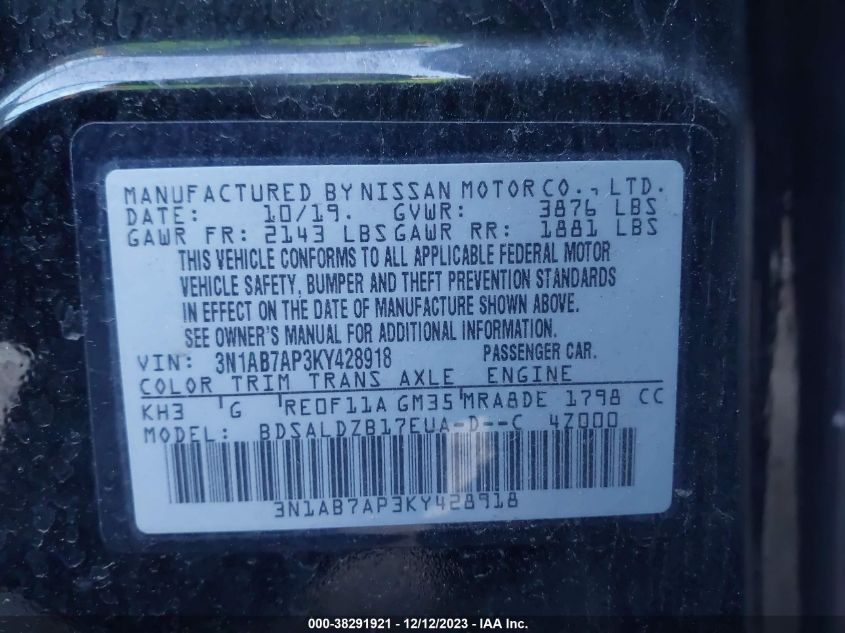 MANUFACTURED BY NISSAN MOTOR CO., LTD.
DATE: 10/19. GVWR: 3876 LBS
GAWR FR: 2143 LBS GAWR RR: 1881 LBS
THIS VEHICLE CONFORMS TO ALL APPLICABLE FEDERAL MOTOR
VEHICLE SAFETY, BUMPER AND THEFT PREVENTION STANDARDS
IN EFFECT ON THE DATE OF MANUFACTURE SHOWN ABOVE.
SEE OWNER'S MANUAL FOR ADDITIONAL INFORMATION.
VIN: 3N1AB7AP3KY428918 PASSENGER CAR.
COLOR TRIM TRANS AXLE ENGINE
KH3 G RE0F11A GM35 MRA8DE 1798 CC
MODEL: BDSALDZB17EUA-D--C 4Z000
3N1AB7AP3KY428918
000-38291921 - 12/12/2023 - IAA Inc.